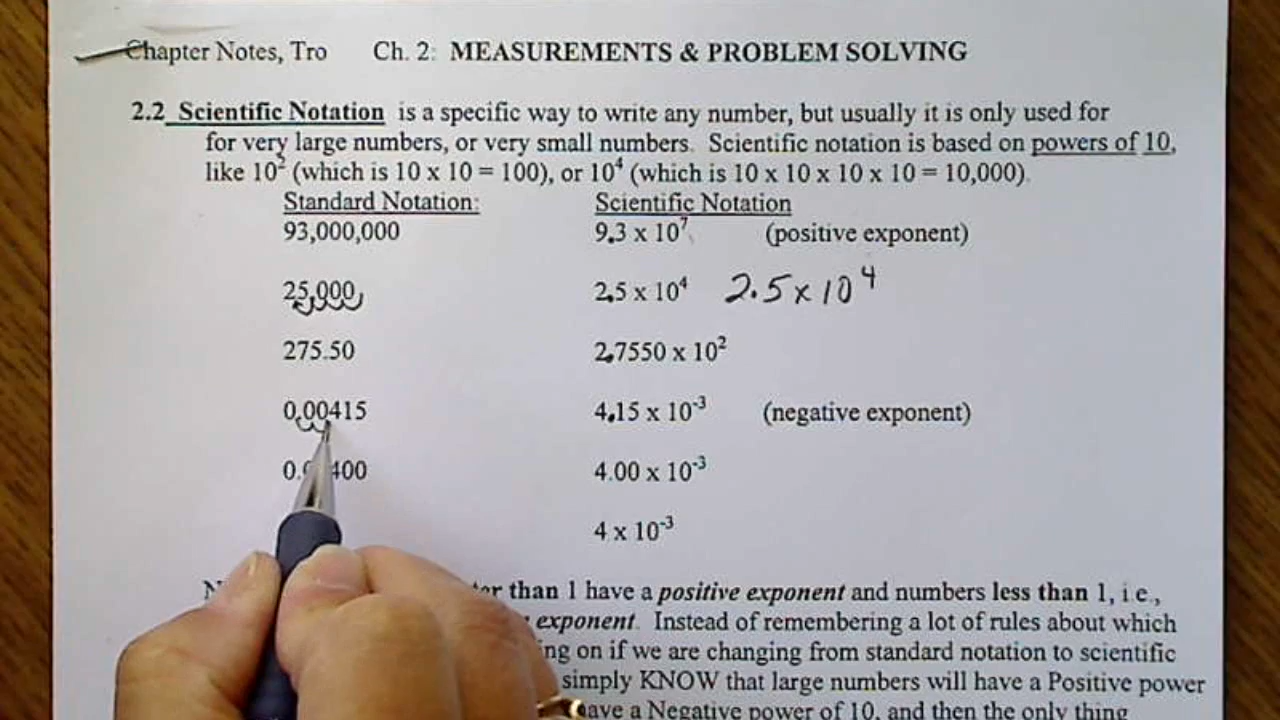 Chapter Notes, Tro Ch. 2: MEASUREMENTS & PROBLEM SOLVING
2.2 Scientific Notation is a specific way to write any number, but usually it is only used for
for very large numbers, or very small numbers. Scientific notation is based on powers of 10,
like 10² (which is 10 x 10 = 100), or 10⁴ (which is 10 x 10 x 10 x 10 = 10,000).
Standard Notation: Scientific Notation
93,000,000 9.3 x 10⁷ (positive exponent)
25,000 2.5 x 10⁴ 2.5 x 10⁴
275.50 2.7550 x 10²
0.00415 4.15 x 10⁻³ (negative exponent)
400 4.00 x 10⁻³
4 x 10⁻³
than 1 have a positive exponent and numbers less than 1, i.e.,
exponent. Instead of remembering a lot of rules about which
on if we are changing from standard notation to scientific
simply KNOW that large numbers will have a Positive power
have a Negative power of 10, and then the only thing